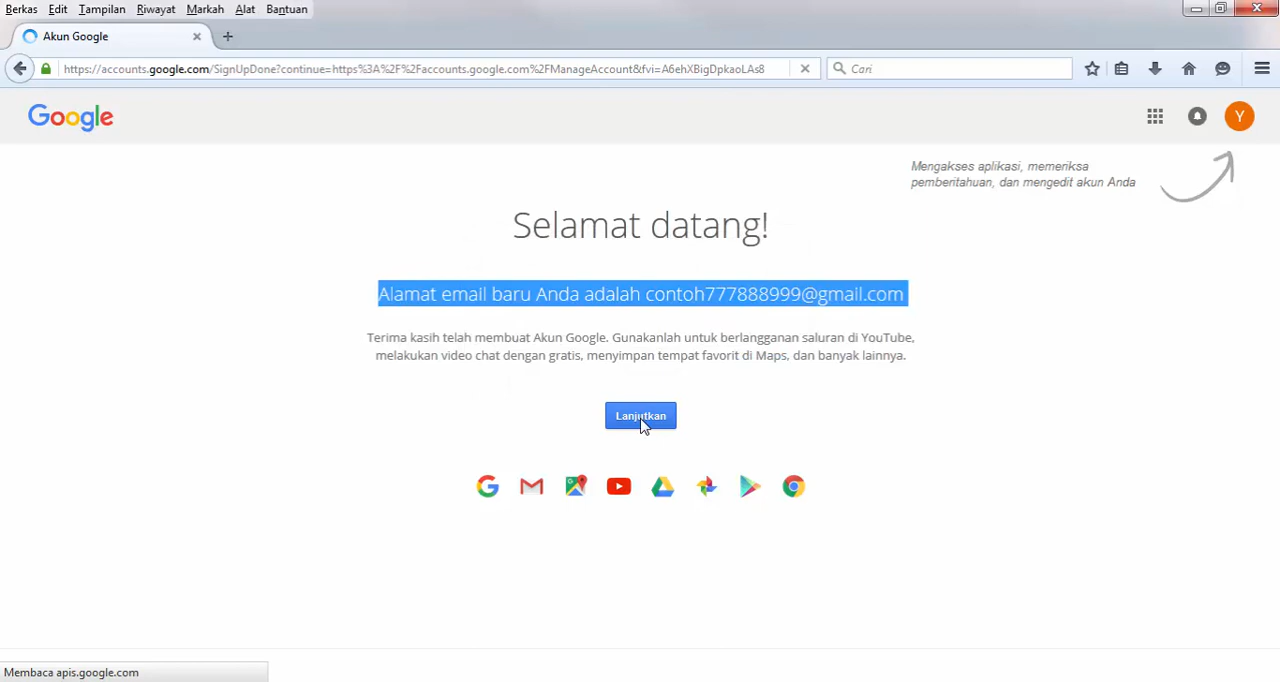 Berkas Edit Tampilan Riwayat Markah Alat Bantuan
Akun Google
https://accounts.google.com/SignUpDone?continue=https%3A%2F%2Faccounts.google.com%2FManageAccount&fvi=A6ehXBigDpkaoLAs8
Cari
Google
Y
Mengakses aplikasi, memeriksa
pemberitahuan, dan mengedit akun Anda
Selamat datang!
Alamat email baru Anda adalah contoh777888999@gmail.com
Terima kasih telah membuat Akun Google. Gunakanlah untuk berlangganan saluran di YouTube,
melakukan video chat dengan gratis, menyimpan tempat favorit di Maps, dan banyak lainnya.
Lanjutkan
Membaca apis.google.com